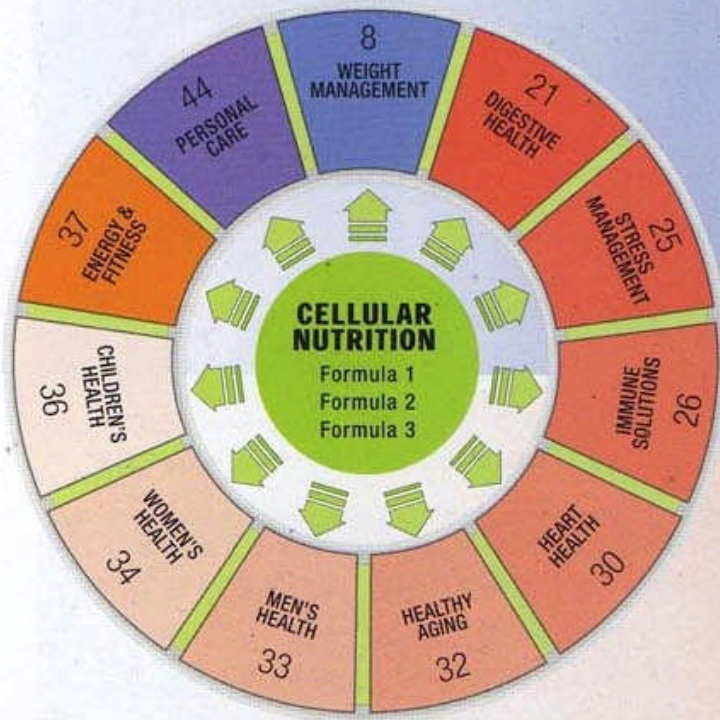 8
WEIGHT
MANAGEMENT
21
DIGESTIVE
HEALTH
25
STRESS
MANAGEMENT
26
IMMUNE
SOLUTIONS
30
HEART
HEALTH
32
HEALTHY
AGING
33
MEN'S
HEALTH
34
WOMEN'S
HEALTH
36
CHILDREN'S
HEALTH
37
ENERGY &
FITNESS
44
PERSONAL
CARE
CELLULAR
NUTRITION
Formula 1
Formula 2
Formula 3